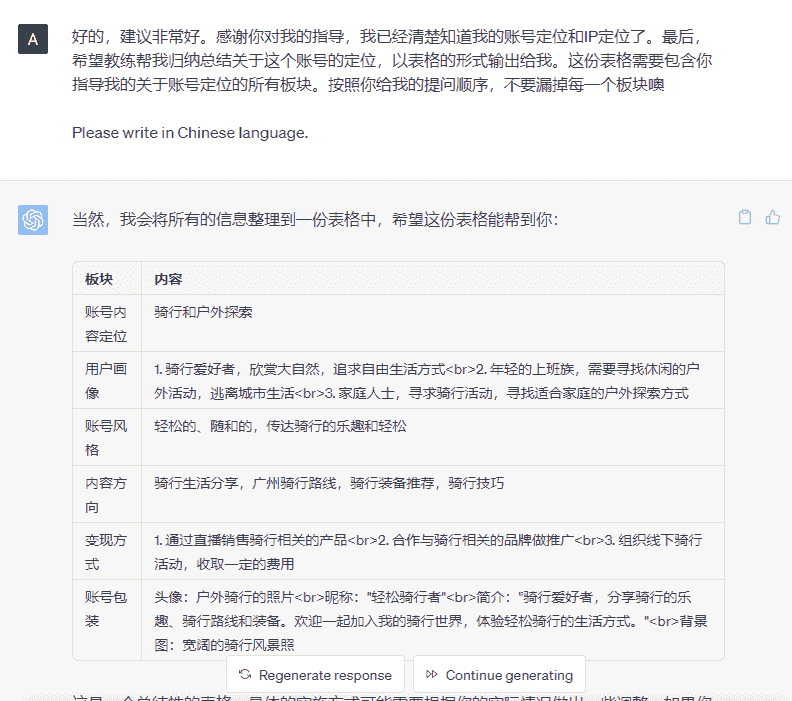 A
好的，建议非常好。感谢你对我的指导，我已经清楚知道我的账号定位和IP定位了。最后，
希望教练帮我归纳总结关于这个账号的定位，以表格的形式输出给我。这份表格需要包含你
指导我的关于账号定位的所有板块。按照你给我的提问顺序，不要漏掉每一个板块噢
Please write in Chinese language.
当然，我会将所有的信息整理到一份表格中，希望这份表格能帮到你：
板块 内容
账号内 骑行和户外探索
容定位
用户画 1. 骑行爱好者，欣赏大自然，追求自由生活方式<br>2. 年轻的上班族，需要寻找休闲的户
像 外活动，逃离城市生活<br>3. 家庭人士，寻求骑行活动，寻找适合家庭的户外探索方式
账号风 轻松的、随和的，传达骑行的乐趣和轻松
格
内容方 骑行生活分享，广州骑行路线，骑行装备推荐，骑行技巧
向
变现方 1. 通过直播销售骑行相关的产品<br>2. 合作与骑行相关的品牌做推广<br>3. 组织线下骑行
式 活动，收取一定的费用
账号包 头像：户外骑行的照片<br>昵称："轻松骑行者"<br>简介："骑行爱好者，分享骑行的乐
装 趣、骑行路线和装备。欢迎一起加入我的骑行世界，体验轻松骑行的生活方式。"<br>背景
图：宽阔的骑行风景照
Regenerate response Continue generating